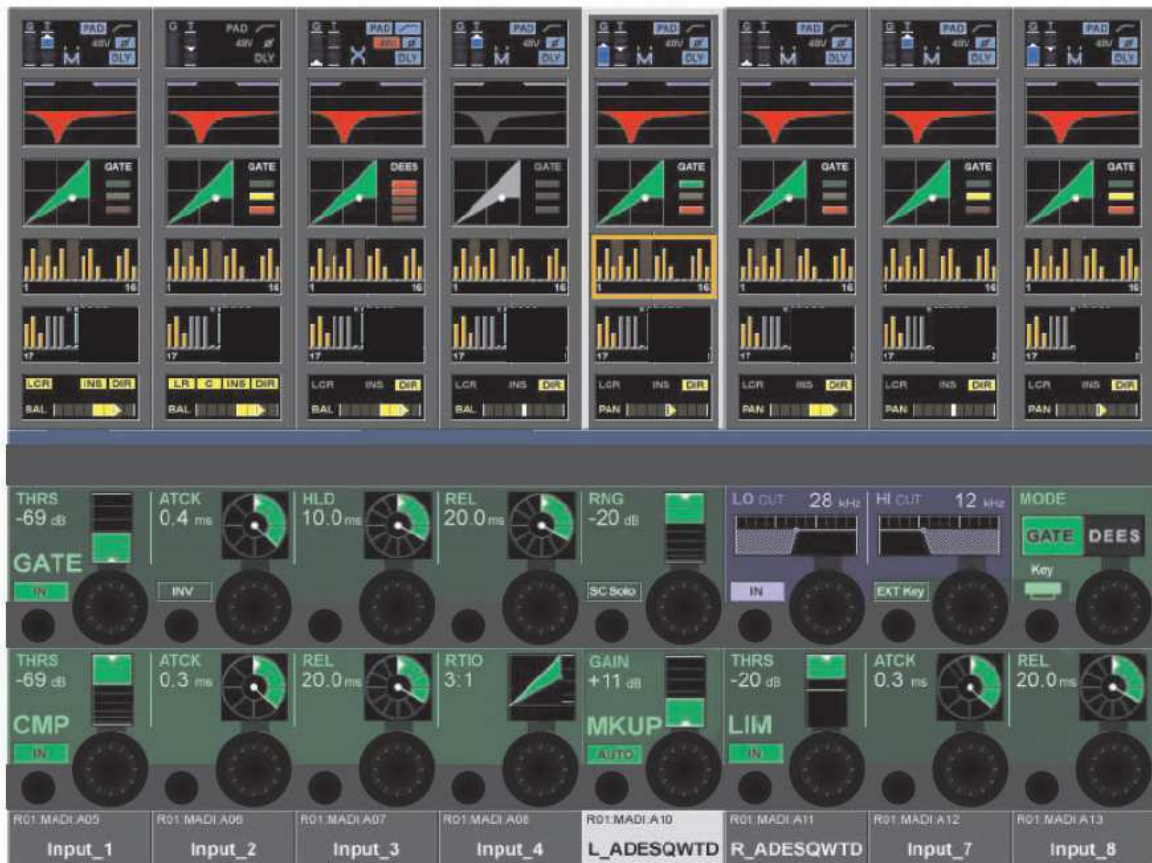 G T PAD 48V DLY
G T PAD 48V DLY
G T PAD 48V DLY
G T PAD 48V DLY
G T PAD 48V DLY
G T PAD 48V DLY
G T PAD 48V DLY
G T PAD 48V DLY
GATE GATE DEES GATE GATE GATE GATE GATE
1 16 1 16 1 16 1 16 1 16 1 16 1 16 1 16
17 17 17 17 17 17 17 17
LCR INS DIR LR C INS DIR LCR INS DIR LCR INS DIR LCR INS DIR LCR INS DIR LCR INS DIR LCR INS DIR
BAL BAL BAL BAL PAN PAN PAN PAN
THRS ATCK HLD REL RNG LO CUT 28 kHz HI CUT 12 kHz MODE
-69 dB 0.4 ms 10.0 ms 20.0 ms -20 dB
GATE DEES
GATE
Key
IN INV SC Solo IN EXT Key
THRS ATCK REL RTIO GAIN THRS ATCK REL
-69 dB 0.3 ms 20.0 ms 3:1 +11 dB -20 dB 0.3 ms 20.0 ms
CMP MKUP LIM
IN AUTO IN
R01:MADI.A05 R01:MADI.A06 R01:MADI.A07 R01:MADI.A08 R01:MADI.A10 R01:MADI.A11 R01:MADI.A12 R01:MADI.A13
Input_1 Input_2 Input_3 Input_4 L_ADESQWTD R_ADESQWTD Input_7 Input_8